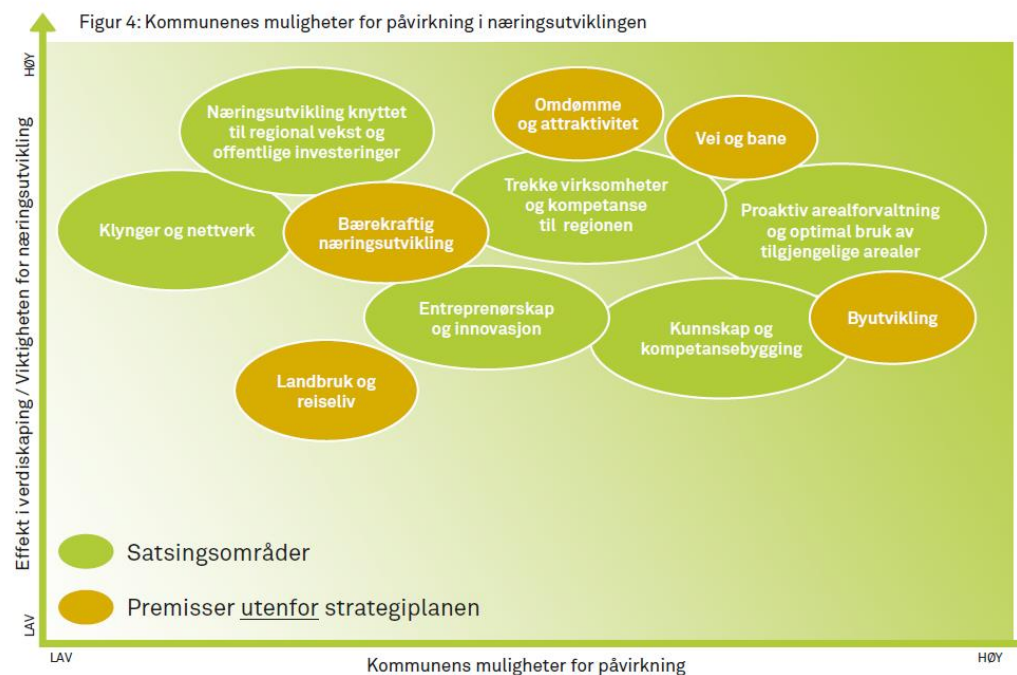 Figur 4: Kommunenes muligheter for påvirkning i næringsutviklingen
HØY
Effekt i verdiskaping / Viktigheten for næringsutvikling
LAV
Næringsutvikling knyttet
til regional vekst og
offentlige investeringer
Omdømme
og attraktivitet
Vei og bane
Klynger og nettverk
Bærekraftig
næringsutvikling
Trekke virksomheter
og kompetanse
til regionen
Proaktiv arealforvaltning
og optimal bruk av
tilgjengelige arealer
Entreprenørskap
og innovasjon
Kunnskap og
kompetansebygging
Byutvikling
Landbruk og
reiseliv
Satsingsområder
Premisser utenfor strategiplanen
LAV
Kommunens muligheter for påvirkning
HØY